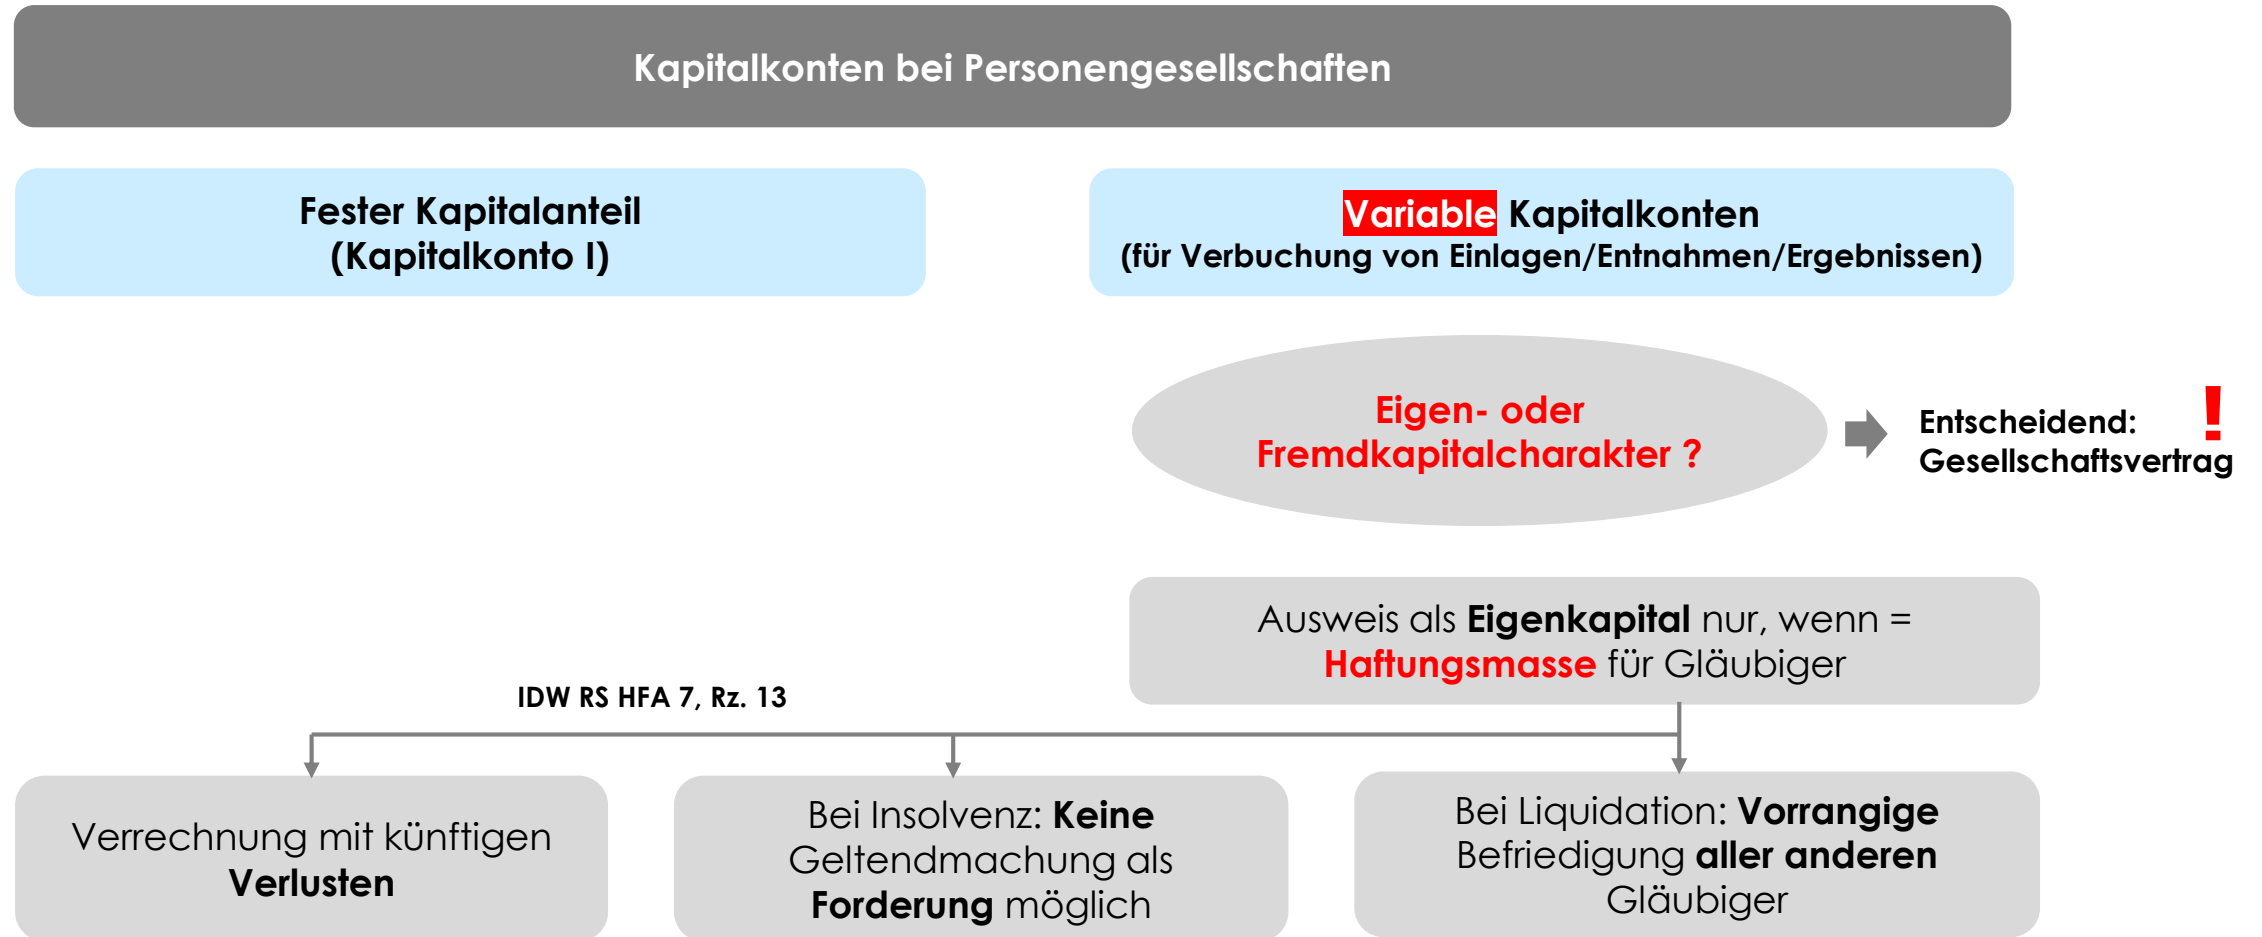 Kapitalkonten bei Personengesellschaften
Fester Kapitalanteil
(Kapitalkonto I)
Variable Kapitalkonten
(für Verbuchung von Einlagen/Entnahmen/Ergebnissen)
Eigen- oder
Fremdkapitalcharakter ?
Entscheidend: !
Gesellschaftsvertrag
Ausweis als Eigenkapital nur, wenn =
Haftungsmasse für Gläubiger
IDW RS HFA 7, Rz. 13
Verrechnung mit künftigen
Verlusten
Bei Insolvenz: Keine
Geltendmachung als
Forderung möglich
Bei Liquidation: Vorrangige
Befriedigung aller anderen
Gläubiger